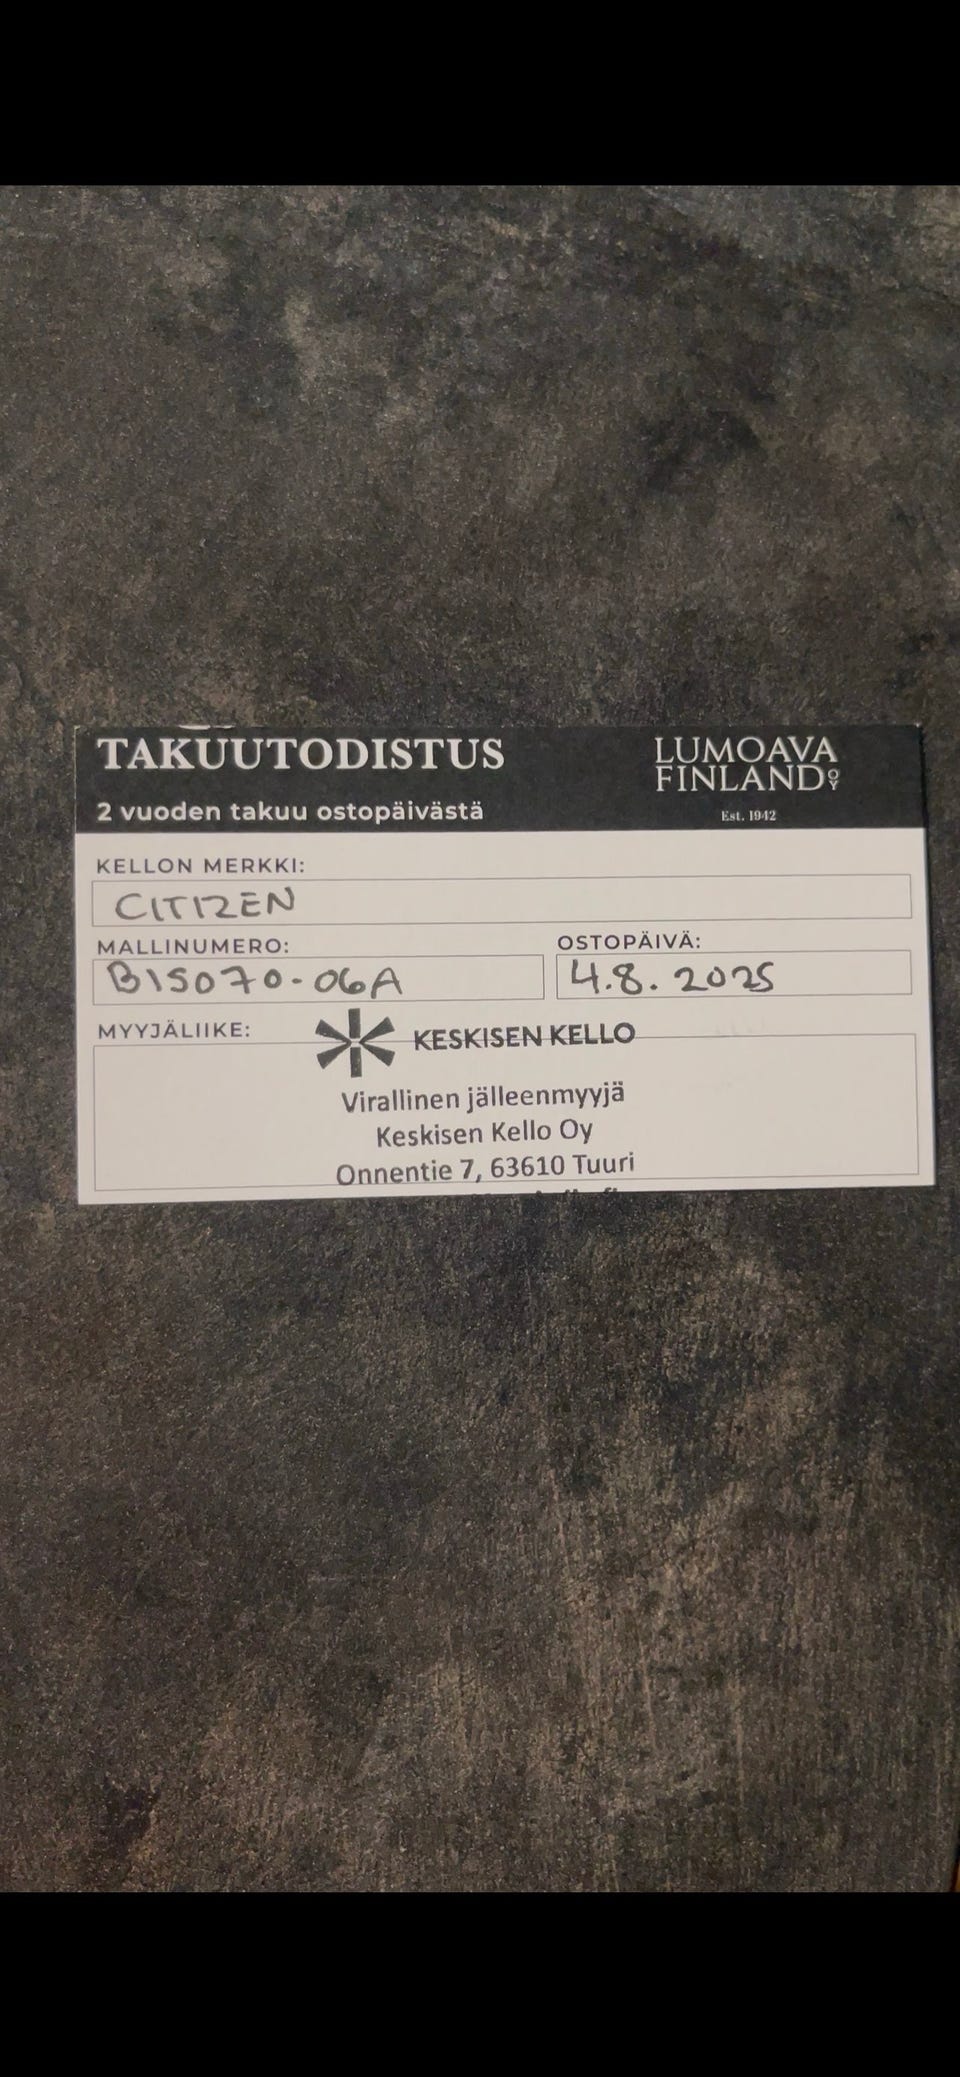 TAKUUTODISTUS
2 vuoden takuu ostopäivästä
LUMOAVA
FINLAND OY
Est. 1942
KELLON MERKKI:
CITIZEN
MALLINUMERO:
BI5070-06A
OSTOPÄIVÄ:
4.8.2025
MYYJÄLIIKE:
KESKISEN KELLO
Virallinen jälleenmyyjä
Keskisen Kello Oy
Onnentie 7, 63610 Tuuri